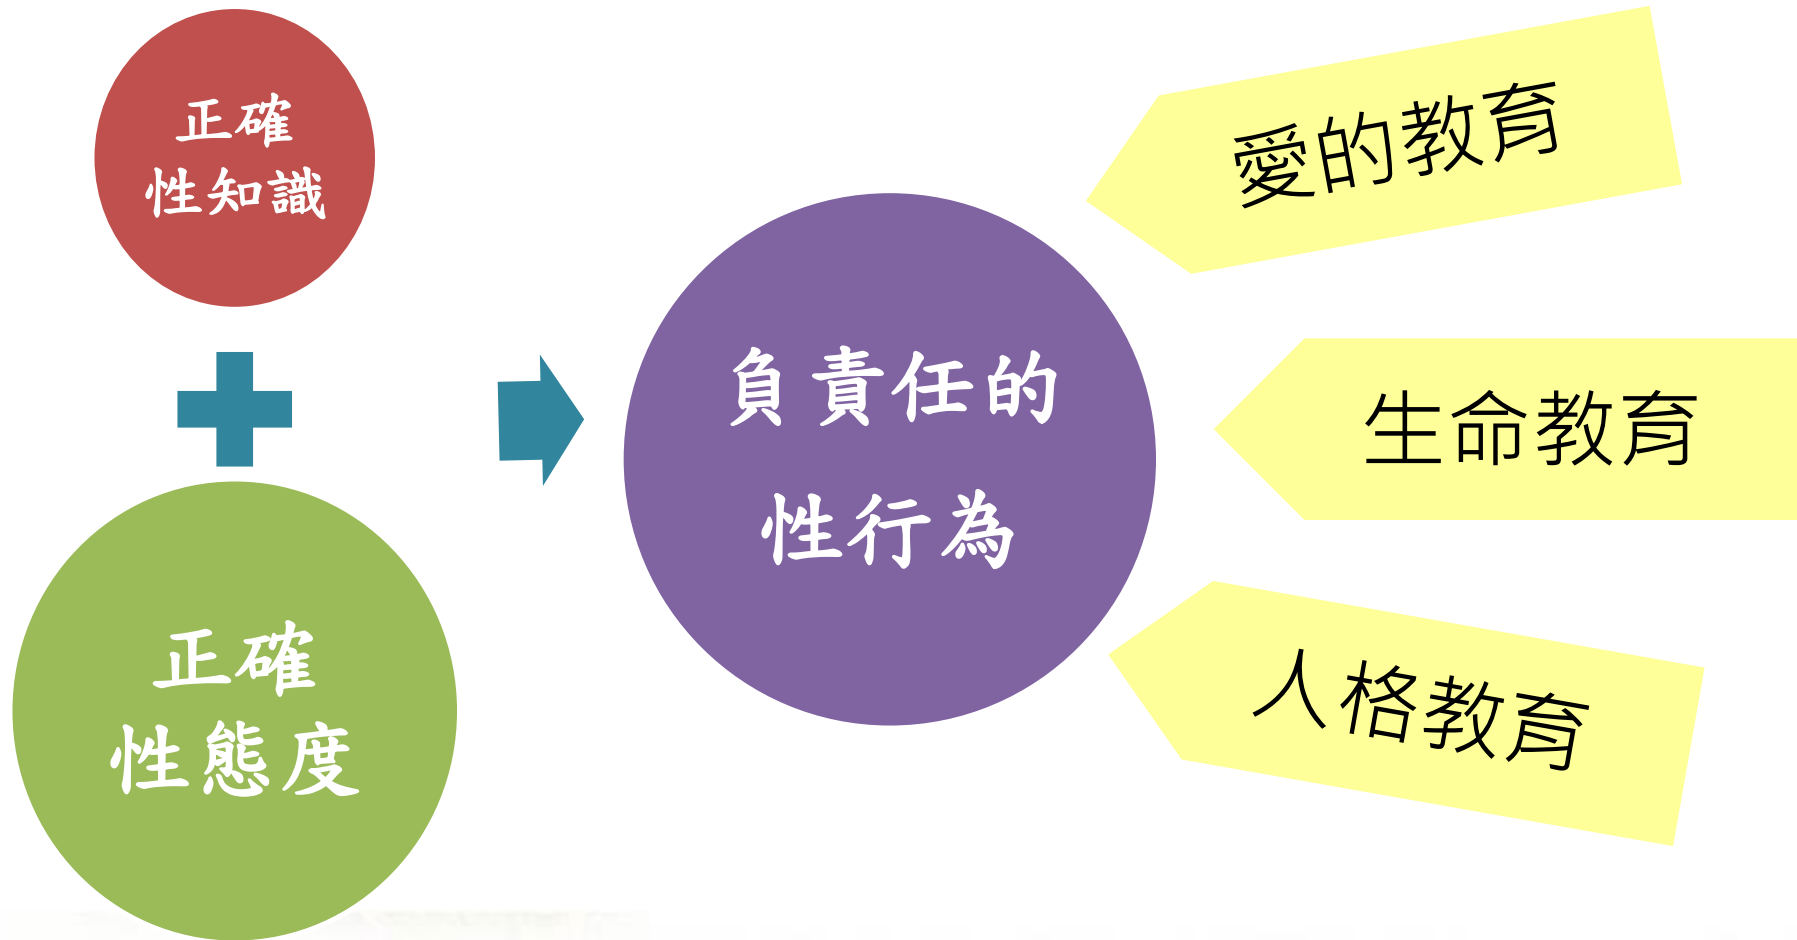 正確
性知識
正確
性態度
負責任的
性行為
愛的教育
生命教育
人格教育